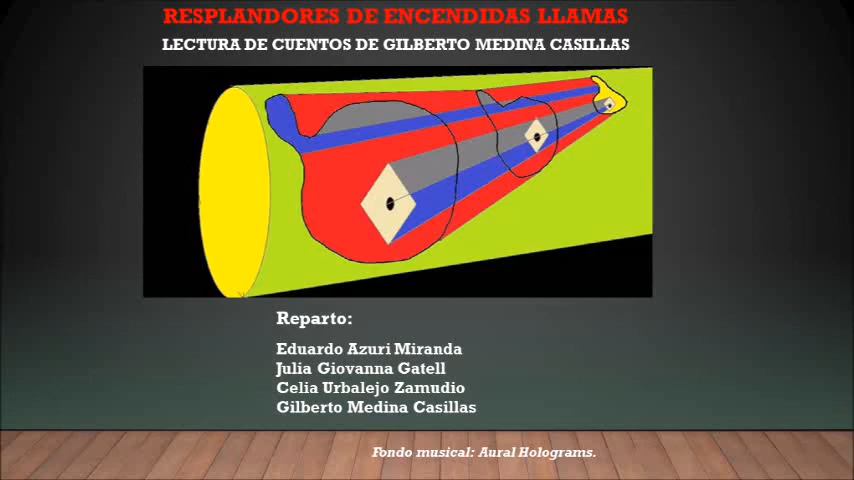 RESPLANDORES DE ENCENDIDAS LLAMAS
LECTURA DE CUENTOS DE GILBERTO MEDINA CASILLAS
Reparto:
Eduardo Azuri Miranda
Julia Giovanna Gatell
Celia Urbalejo Zamudio
Gilberto Medina Casillas
Fondo musical: Aural Holograms.